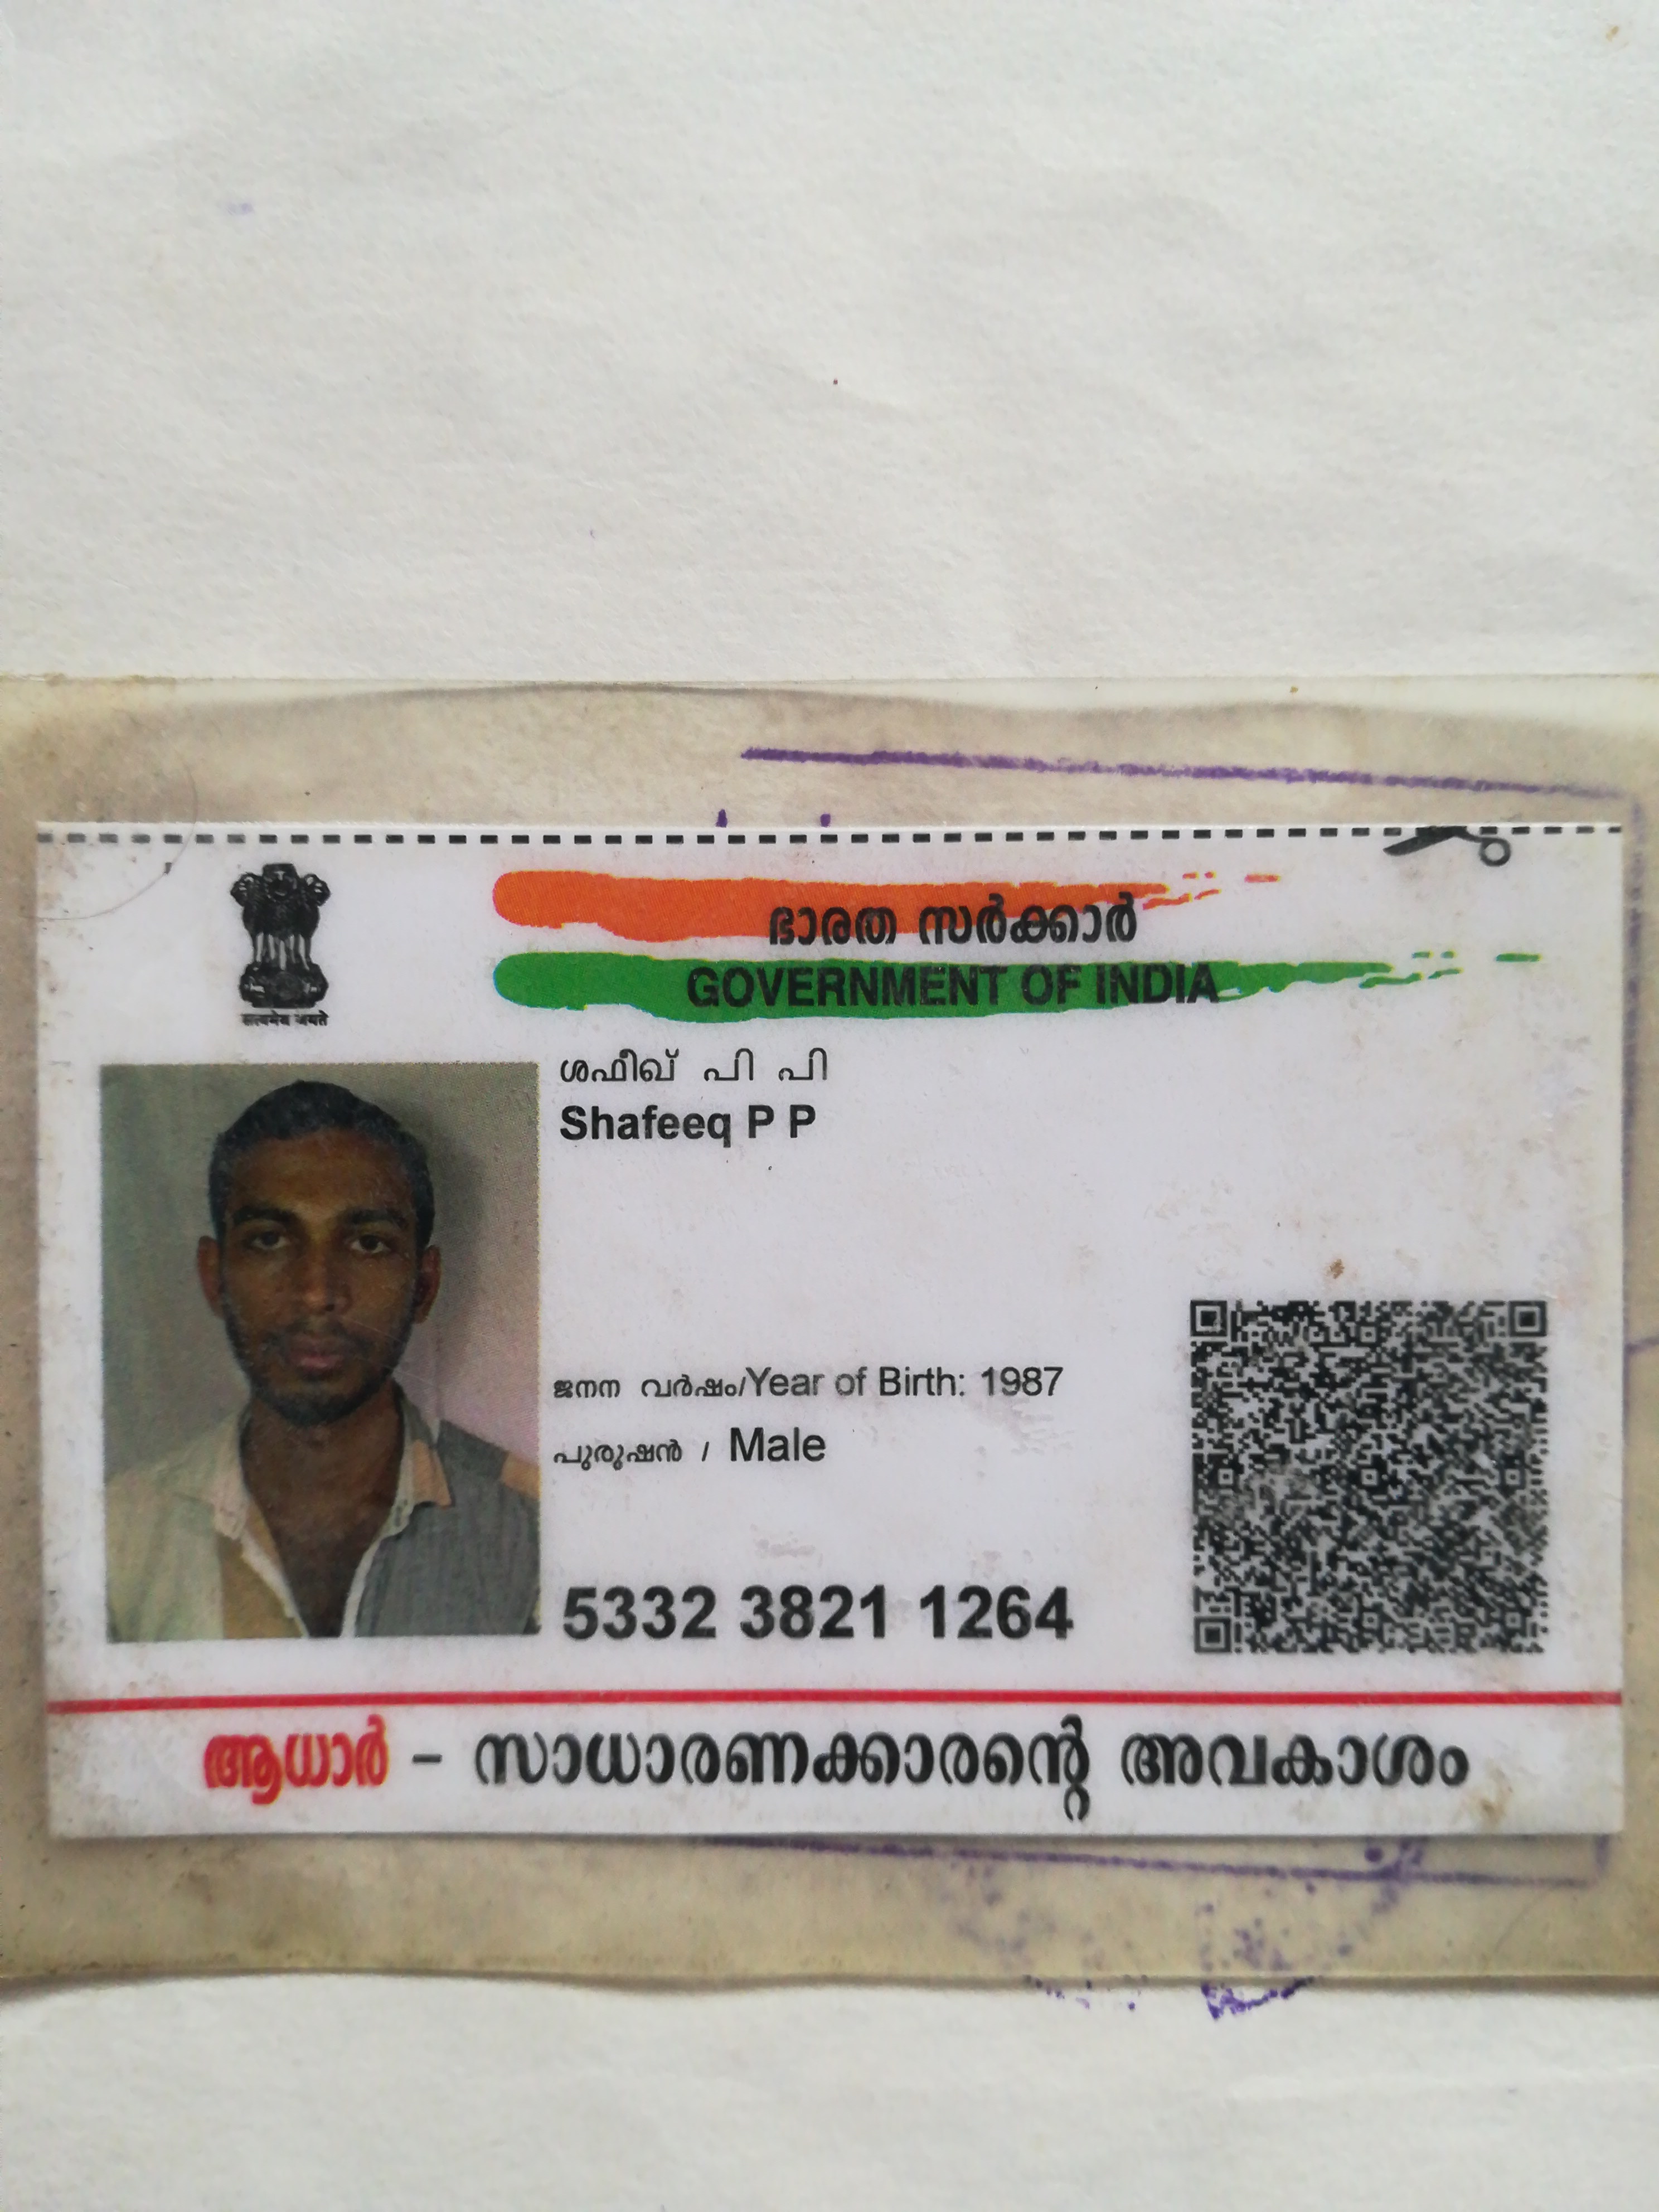 ഭാരത സർക്കാർ
GOVERNMENT OF INDIA
सत्यमेव जयते
ശഫീഖ് പി പി
Shafeeq P P
ജനന വർഷം/Year of Birth: 1987
പുരുഷൻ / Male
5332 3821 1264
ആധാർ - സാധാരണക്കാരന്റെ അവകാശം